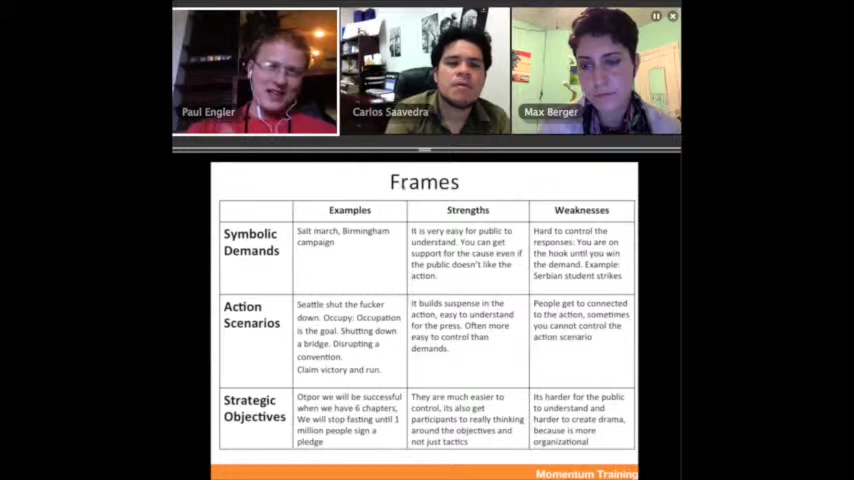 Paul Engler
Carlos Saavedra
Max Berger
Frames
Examples
Strengths
Weaknesses
Symbolic
Demands
Salt march, Birmingham
campaign
It is very easy for public to
understand. You can get
support for the cause even if
the public doesn't like the
action.
Hard to control the
responses: You are on
the hook until you win
the demand. Example:
Serbian student strikes
Action
Scenarios
Seattle shut the fucker
down. Occupy: Occupation
is the goal. Shutting down
a bridge. Disrupting a
convention.
Claim victory and run.
It builds suspense in the
action, easy to understand
for the press. Often more
easy to control than
demands.
People get to connected
to the action, sometimes
you cannot control the
action scenario
Strategic
Objectives
Otpor we will be successful
when we have 6 chapters,
We will stop fasting until 1
million people sign a
pledge
They are much easier to
control, its also get
participants to really thinking
around the objectives and
not just tactics
Its harder for the public
to understand and
harder to create drama,
because is more
organizational
Momentum Training